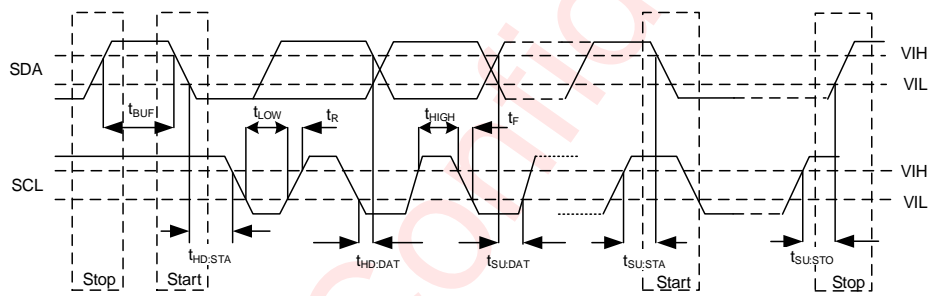 SDA
VIH
VIL
tBUF
tLOW
tR
tHIGH
tF
SCL
VIH
VIL
tHD:STA
tHD:DAT
tSU:DAT
tSU:STA
tSU:STO
Stop
Start
Start
Stop
Confid